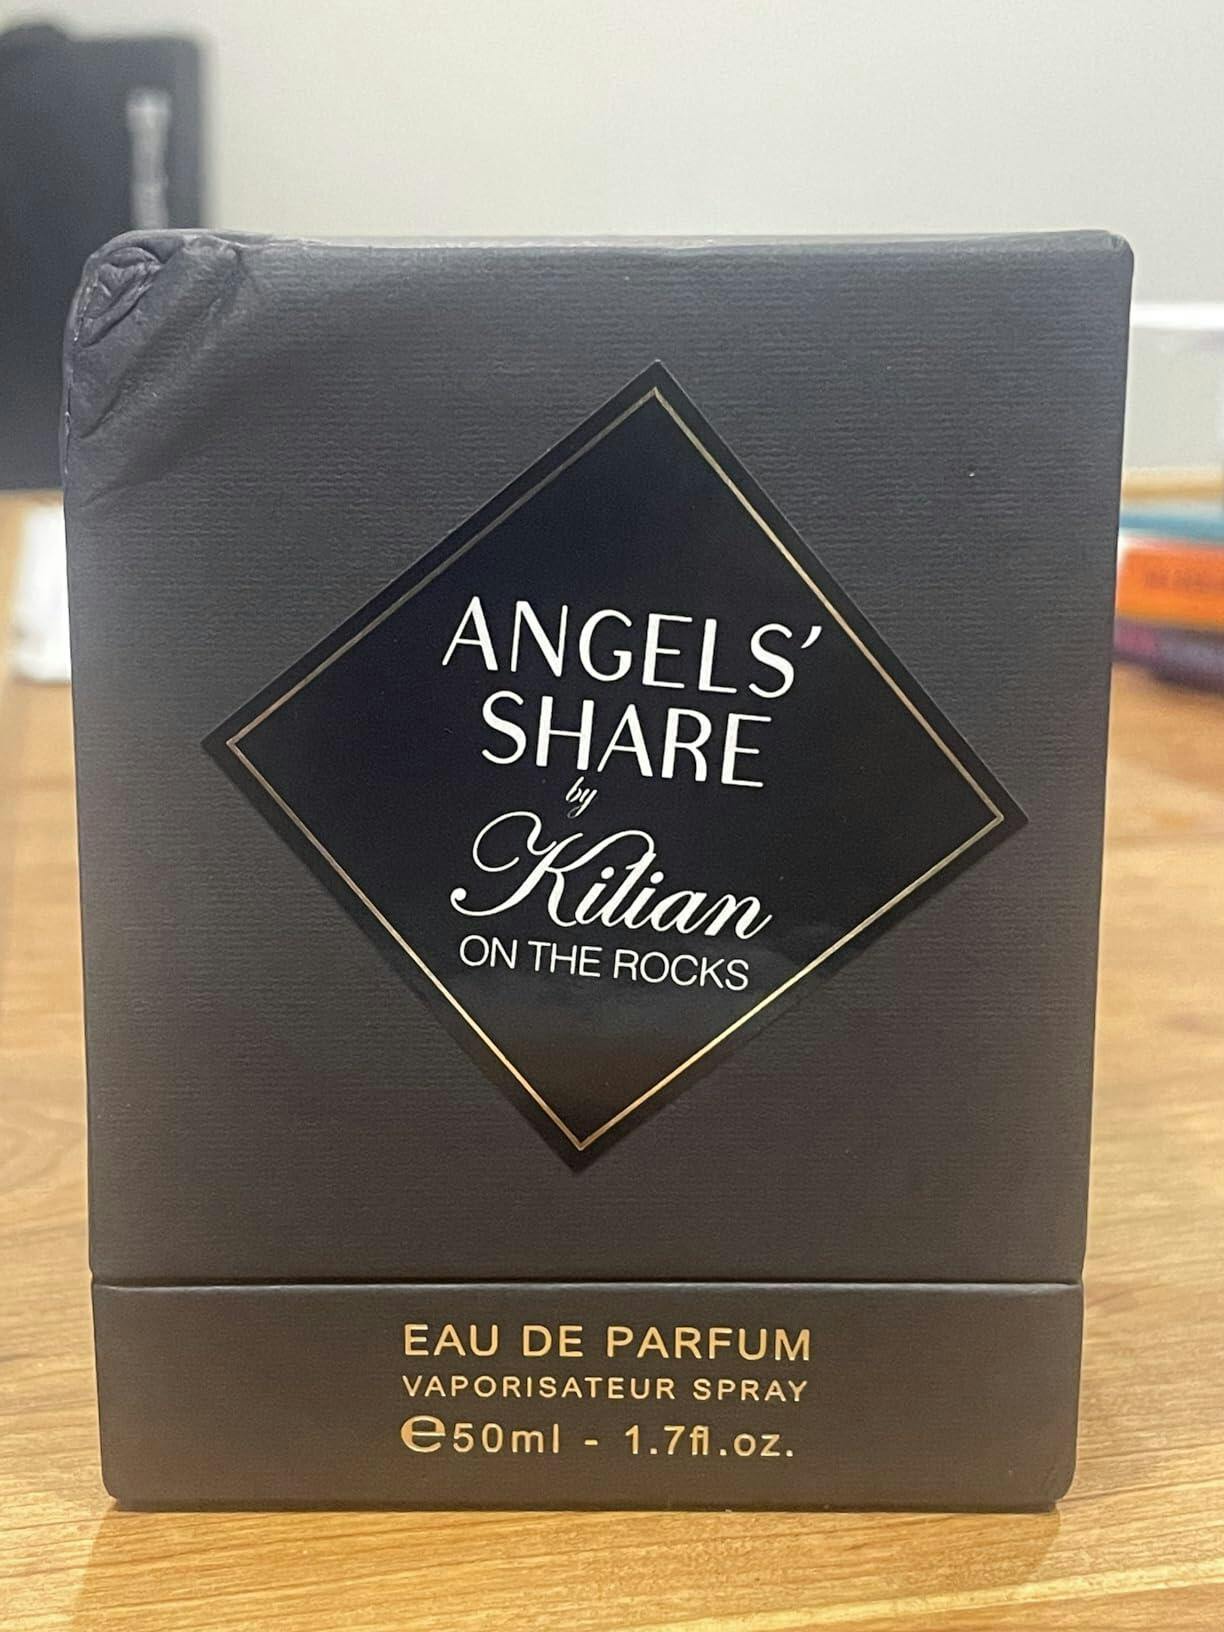 ANGELS’
SHARE
by
Kilian
ON THE ROCKS
EAU DE PARFUM
VAPORISATEUR SPRAY
℮50ml - 1.7fl.oz.